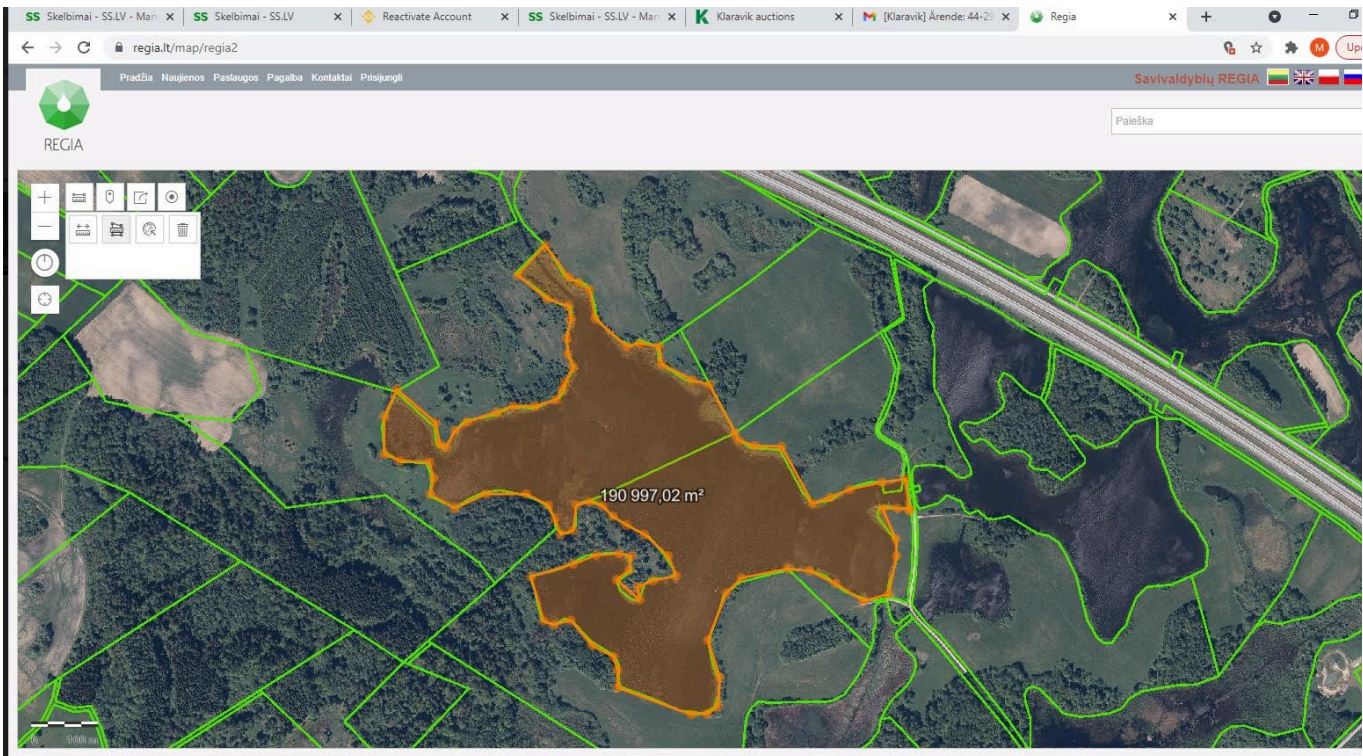 SS Skelbimai - SS.LV - Man
SS Skelbimai - SS.LV
Reactivate Account
SS Skelbimai - SS.LV - Man
K Klaravik auctions
M [Klaravik] Ärende: 44-29
Regia
regia.lt/map/regia2
M
Upd
Pradžia Naujienos Paslaugos Pagalba Kontaktai Prisijungti
Savivaldybių REGIA
REGIA
Paieška
190 997,02 m²
0 100 m